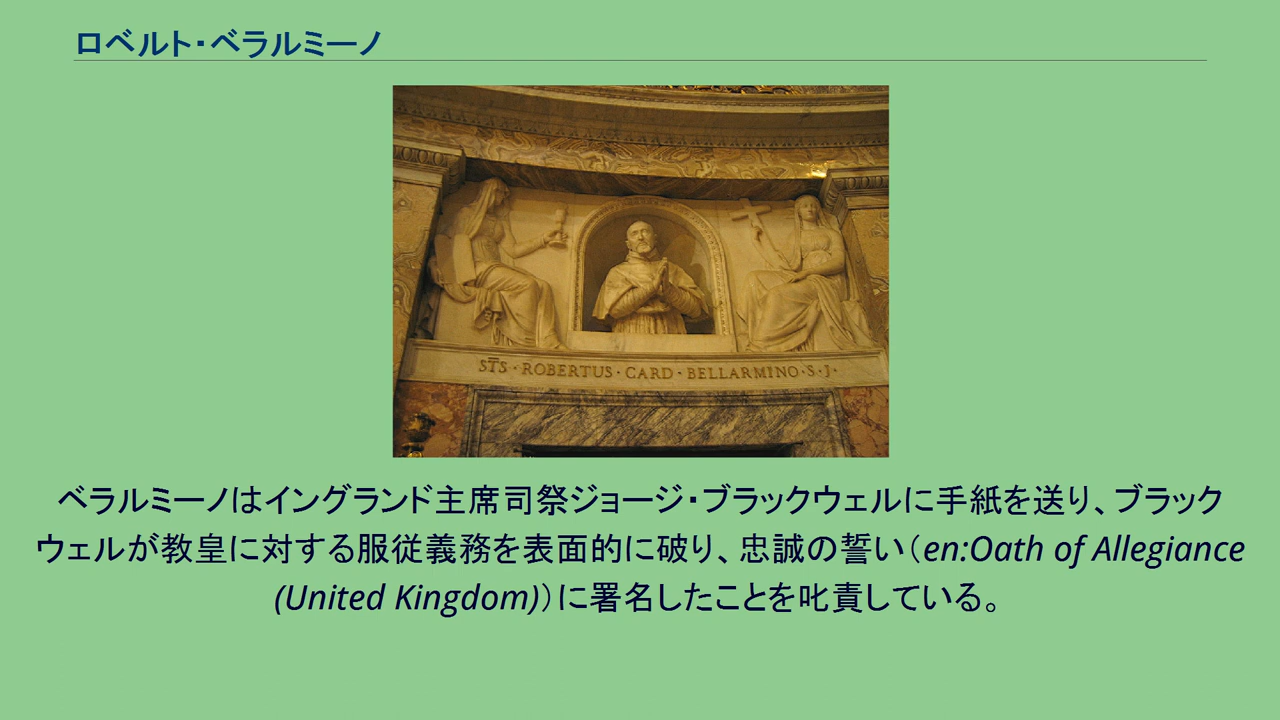 ロベルト・ベラルミーノ
STS · ROBERTUS · CARD · BELLARMINO · S · J ·
ベラルミーノはイングランド主席司祭ジョージ・ブラックウェルに手紙を送り、ブラック
ウェルが教皇に対する服従義務を表面的に破り、忠誠の誓い（en:Oath of Allegiance
(United Kingdom)）に署名したことを叱責している。